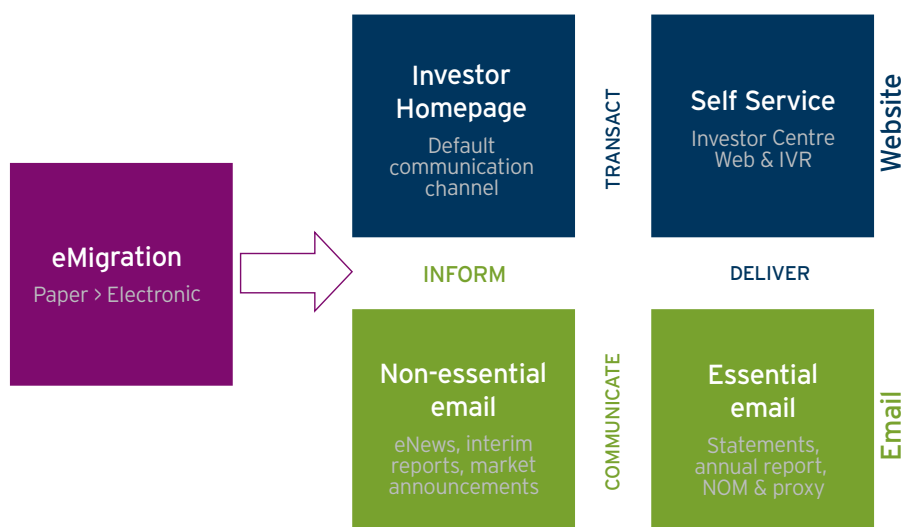 eMigration
Paper > Electronic
Investor
Homepage
Default
communication
channel
TRANSACT
Self Service
Investor Centre
Web & IVR
Website
INFORM
DELIVER
Non-essential
email
eNews, interim
reports, market
announcements
COMMUNICATE
Essential
email
Statements,
annual report,
NOM & proxy
Email